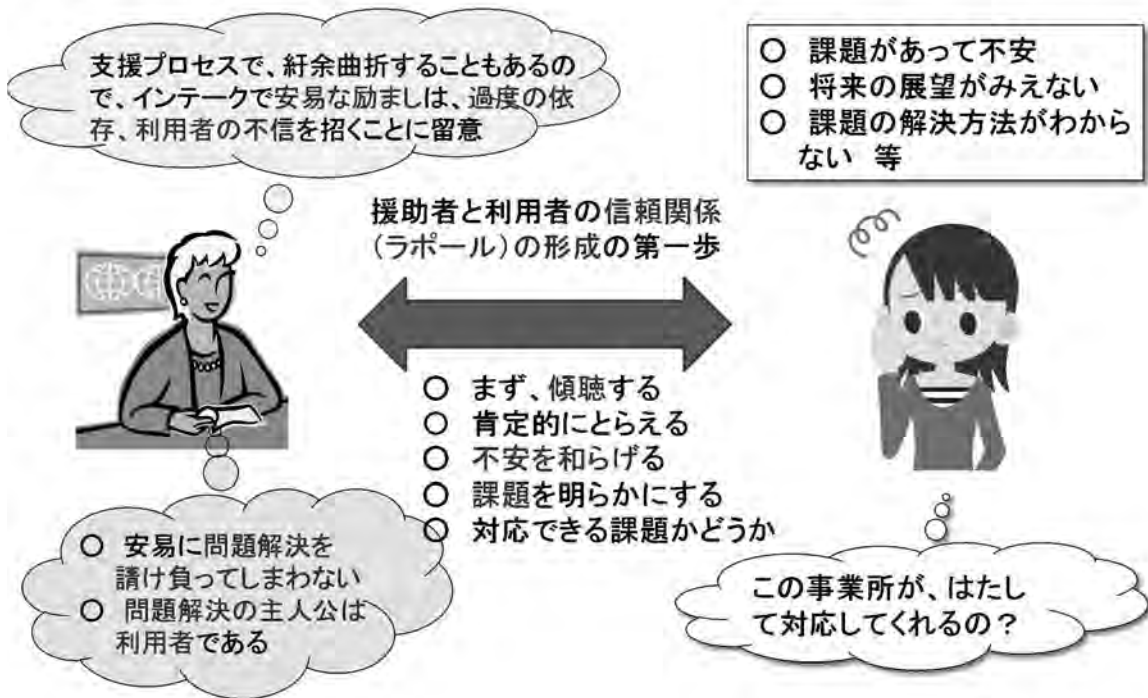 支援プロセスで、紆余曲折することもあるの
で、インテークで安易な励ましは、過度の依
存、利用者の不信を招くことに留意
○ 課題があって不安
○ 将来の展望がみえない
○ 課題の解決方法がわから
ない 等
援助者と利用者の信頼関係
(ラポール)の形成の第一歩
○ まず、傾聴する
○ 肯定的にとらえる
○ 不安を和らげる
○ 課題を明らかにする
○ 対応できる課題かどうか
○ 安易に問題解決を
請け負ってしまわない
○ 問題解決の主人公は
利用者である
この事業所が、はたし
て対応してくれるの？